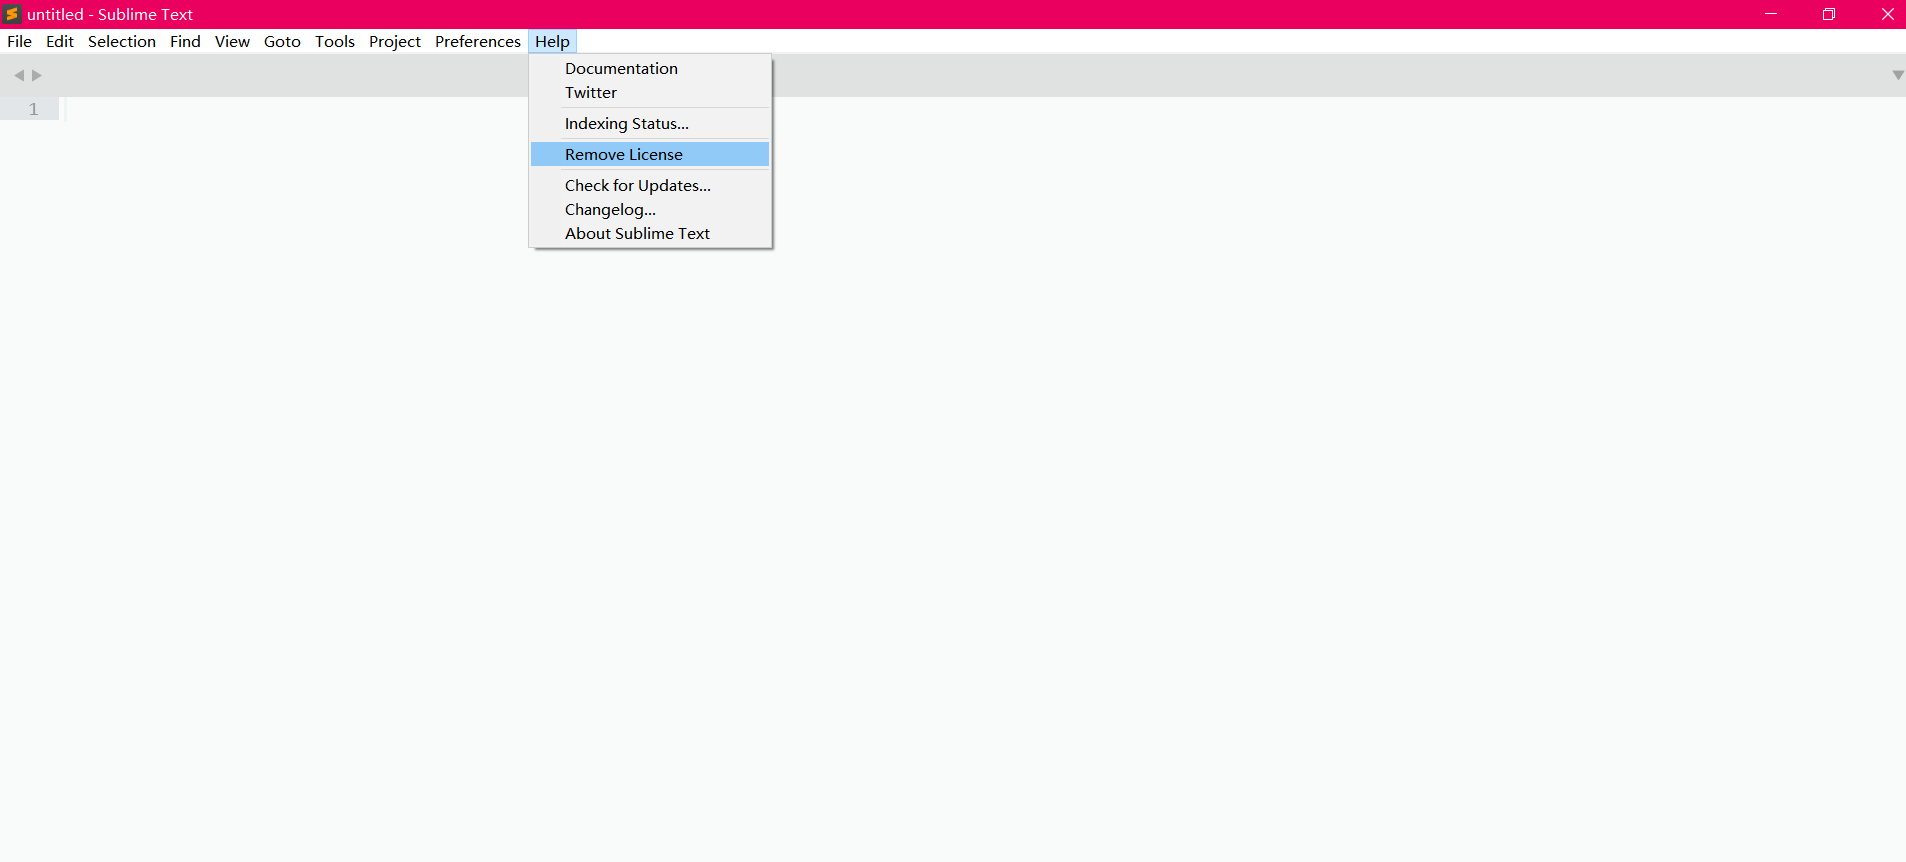 untitled - Sublime Text
File Edit Selection Find View Goto Tools Project Preferences Help
Documentation
Twitter
Indexing Status...
Remove License
Check for Updates...
Changelog...
About Sublime Text
1